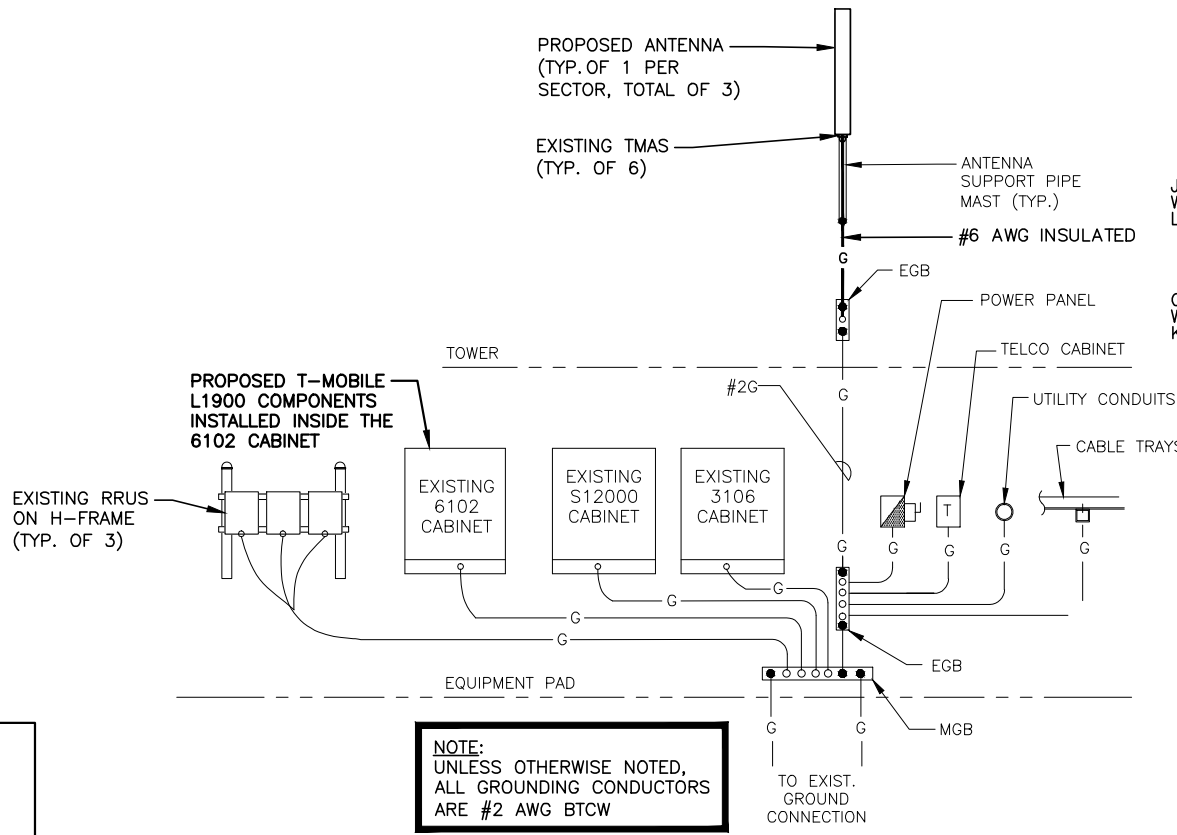 PROPOSED ANTENNA
(TYP. OF 1 PER
SECTOR, TOTAL OF 3)
EXISTING TMAS
(TYP. OF 6)
ANTENNA
SUPPORT PIPE
MAST (TYP.)
#6 AWG INSULATED
G
EGB
POWER PANEL
TOWER
TELCO CABINET
PROPOSED T-MOBILE
L1900 COMPONENTS
INSTALLED INSIDE THE
6102 CABINET
#2G
G
UTILITY CONDUITS
CABLE TRAYS
EXISTING RRUS
ON H-FRAME
(TYP. OF 3)
EXISTING
6102
CABINET
EXISTING
S12000
CABINET
EXISTING
3106
CABINET
T
G
G
G
G
G
G
G
G
G
EGB
EQUIPMENT PAD
MGB
G
G
TO EXIST.
GROUND
CONNECTION
NOTE:
UNLESS OTHERWISE NOTED,
ALL GROUNDING CONDUCTORS
ARE #2 AWG BTCW